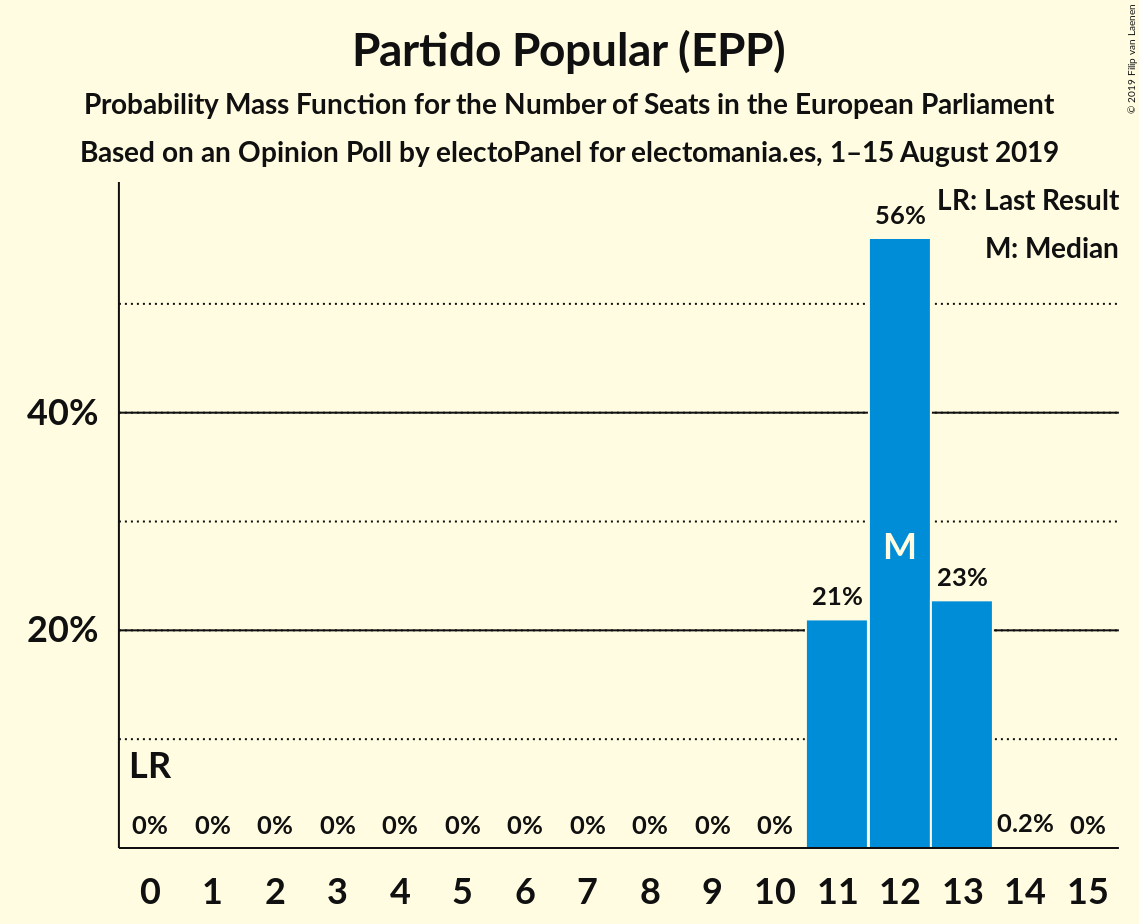 Partido Popular (EPP)
Probability Mass Function for the Number of Seats in the European Parliament
Based on an Opinion Poll by electoPanel for electomania.es, 1–15 August 2019
© 2019 Filip van Laenen
LR: Last Result
M: Median
56%
40%
M
21%
23%
20%
LR
0% 0% 0% 0% 0% 0% 0% 0% 0% 0% 0% 0.2% 0%
0 1 2 3 4 5 6 7 8 9 10 11 12 13 14 15